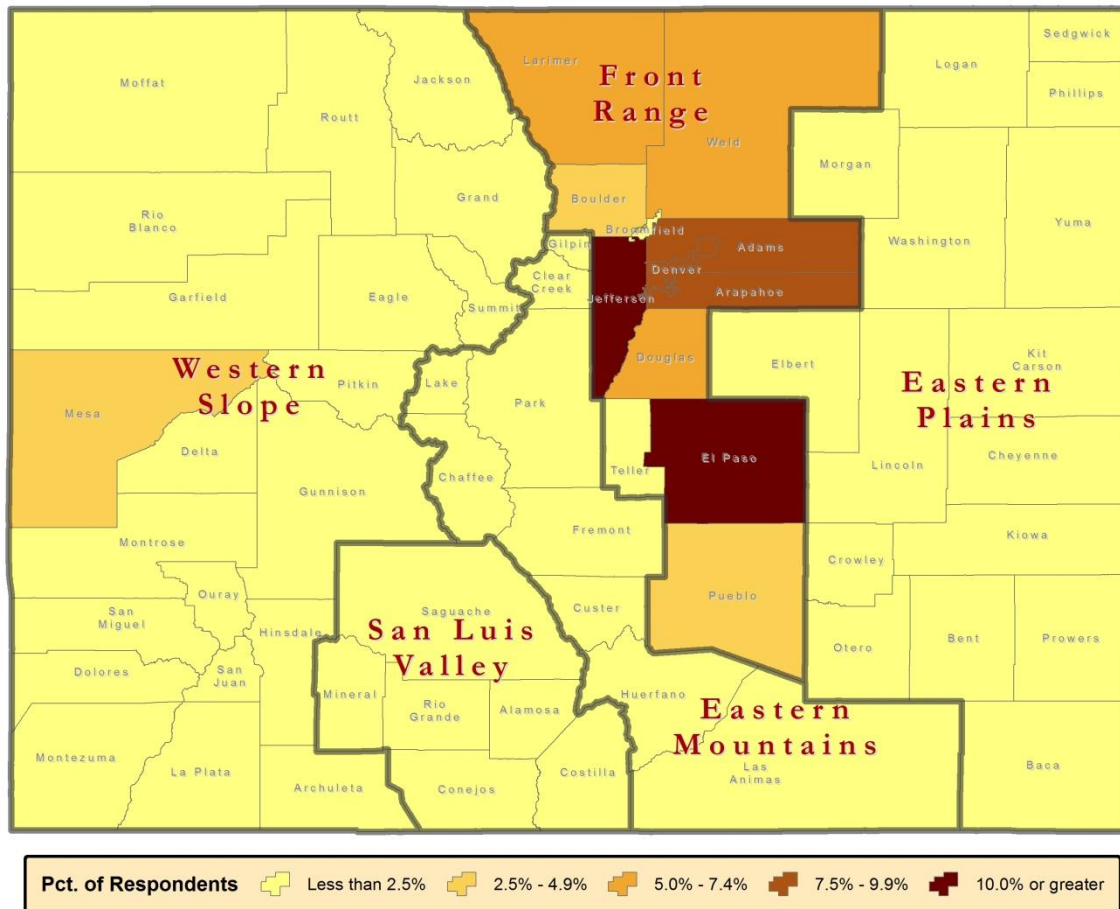 Moffat
Jackson
Larimer
Front
Range
Logan
Sedgwick
Phillips
Routt
Weld
Morgan
Grand
Boulder
Rio
Blanco
Yuma
Broomfield
Gilpin
Adams
Washington
Clear
Creek
Denver
Garfield
Eagle
Summit
Jefferson
Arapahoe
Western
Slope
Pitkin
Lake
Douglas
Elbert
Kit
Carson
Mesa
Park
Eastern
Plains
Delta
Chaffee
Teller
El Paso
Lincoln
Cheyenne
Gunnison
Montrose
Fremont
Kiowa
Crowley
Ouray
San
Miguel
Hinsdale
Saguache
Custer
Pueblo
San Luis
Valley
Otero
Bent
Prowers
Dolores
San
Juan
Mineral
Rio
Grande
Alamosa
Huerfano
Eastern
Mountains
Montezuma
La Plata
Archuleta
Conejos
Costilla
Las
Animas
Baca
Pct. of Respondents
Less than 2.5%
2.5% - 4.9%
5.0% - 7.4%
7.5% - 9.9%
10.0% or greater